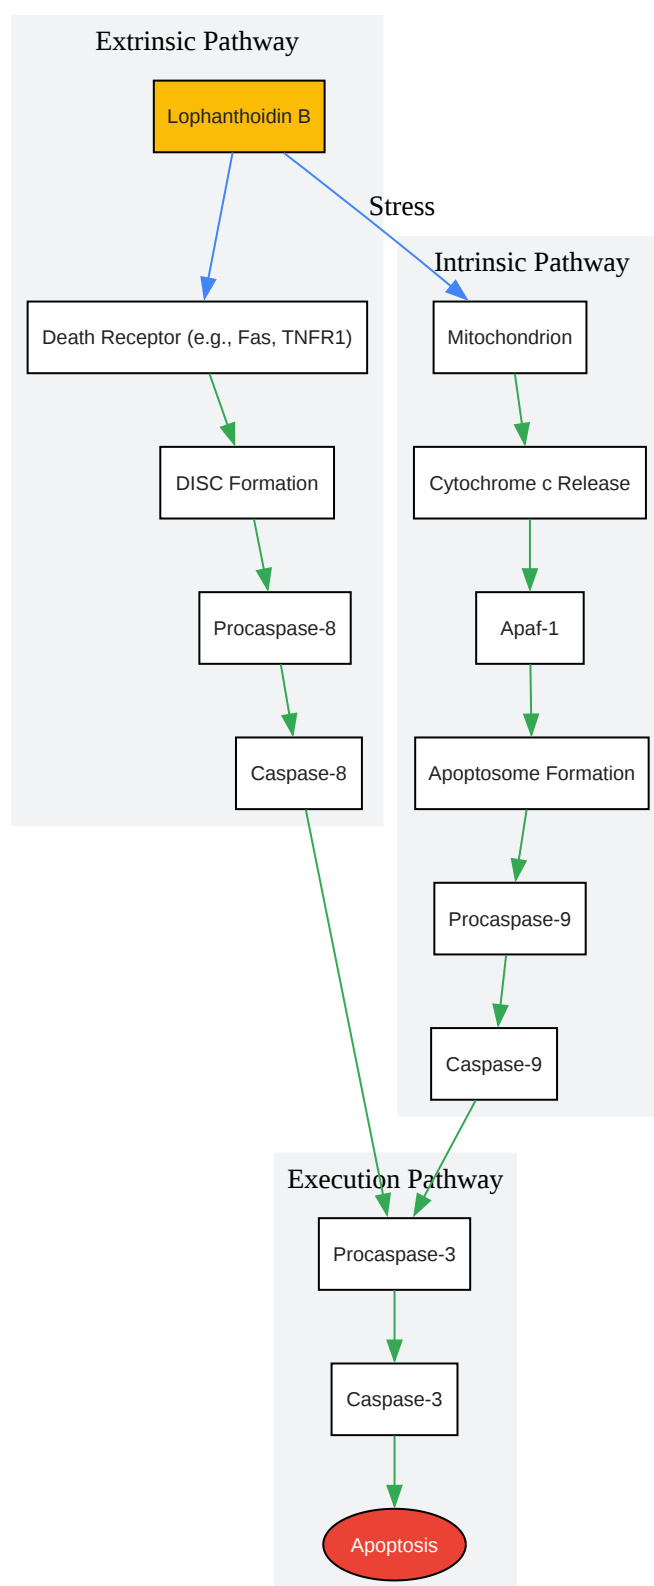 Extrinsic Pathway
Lophanthoidin B
Stress
Intrinsic Pathway
Death Receptor (e.g., Fas, TNFR1)
Mitochondrion
DISC Formation
Cytochrome c Release
Procaspase-8
Apaf-1
Caspase-8
Apoptosome Formation
Procaspase-9
Caspase-9
Execution Pathway
Procaspase-3
Caspase-3
Apoptosis